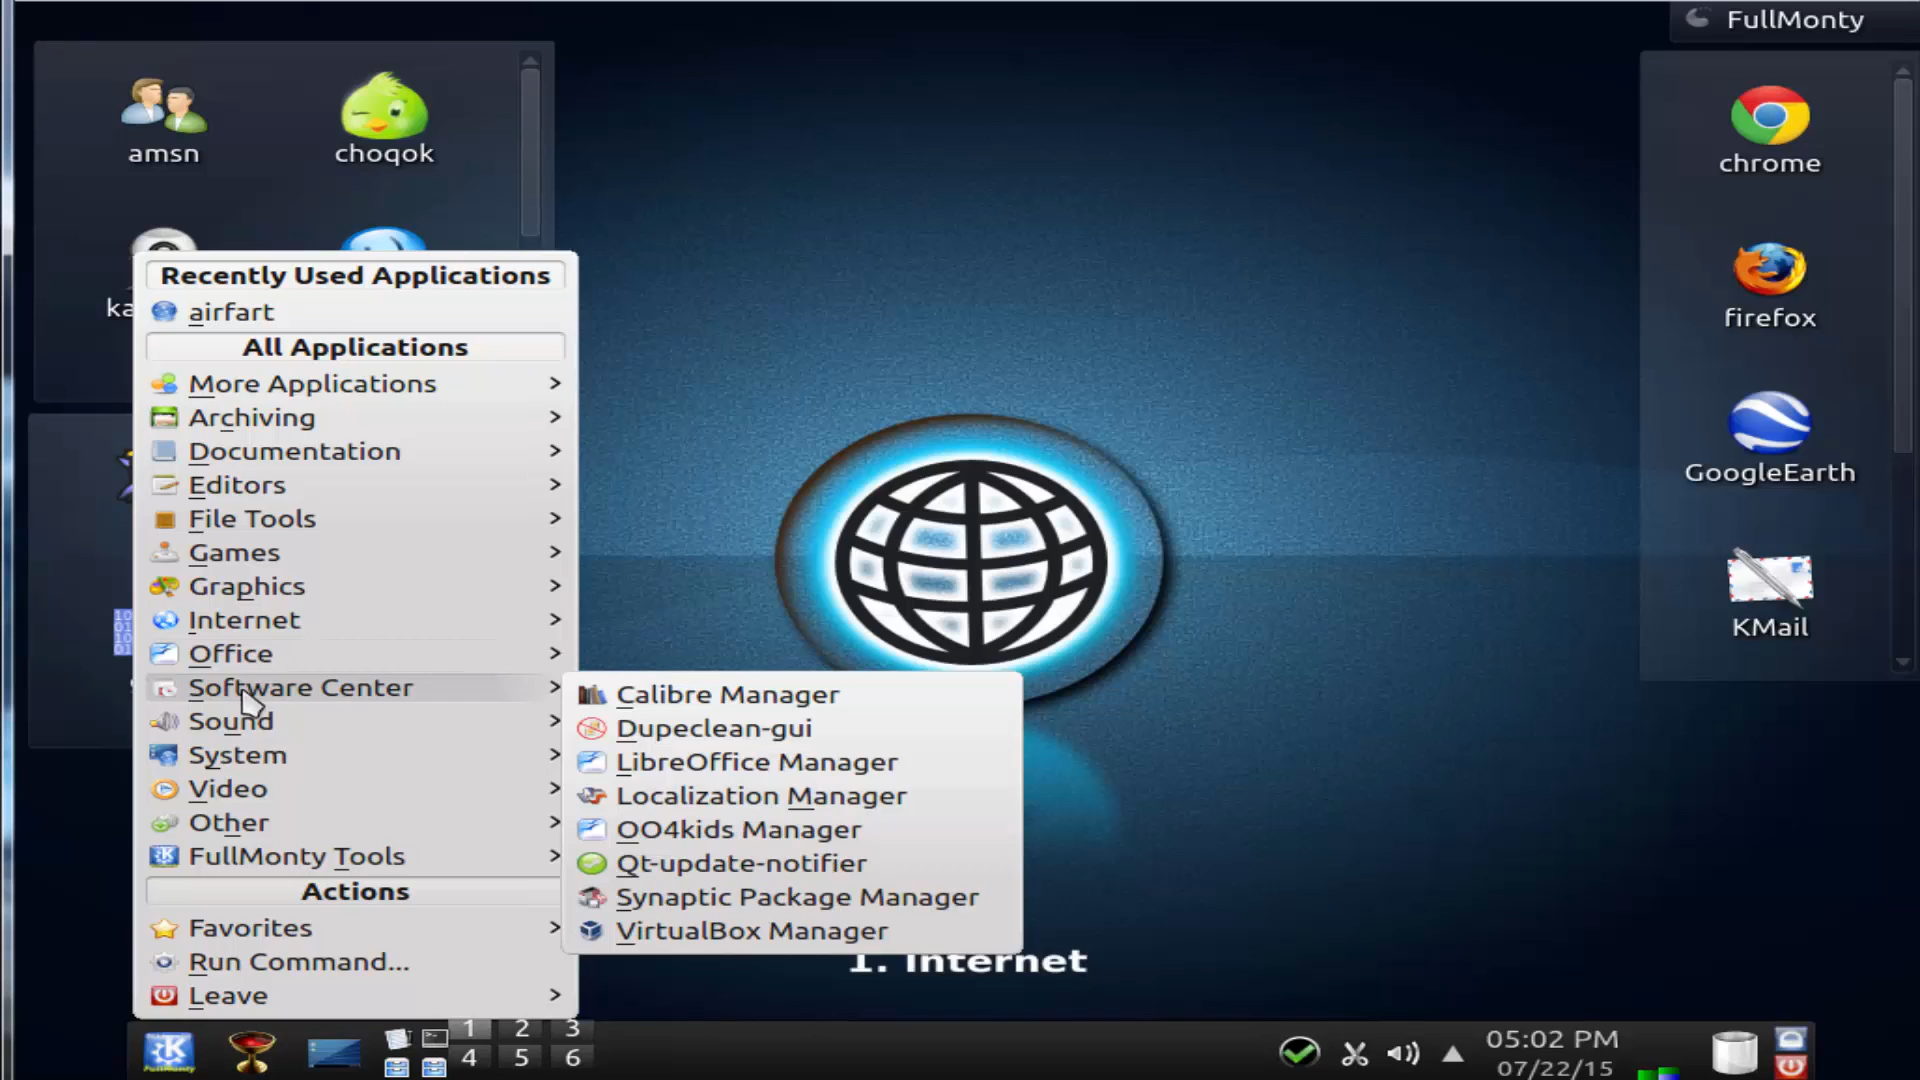 FullMonty
amsn
choqok
chrome
firefox
GoogleEarth
KMail
ka
Recently Used Applications
airfart
All Applications
More Applications
Archiving
Documentation
Editors
File Tools
Games
Graphics
Internet
Office
Software Center
Sound
System
Video
Other
FullMonty Tools
Actions
Favorites
Run Command...
Leave
Calibre Manager
Dupeclean-gui
LibreOffice Manager
Localization Manager
OO4kids Manager
Qt-update-notifier
Synaptic Package Manager
VirtualBox Manager
1. Internet
1 2 3
4 5 6
05:02 PM
07/22/15